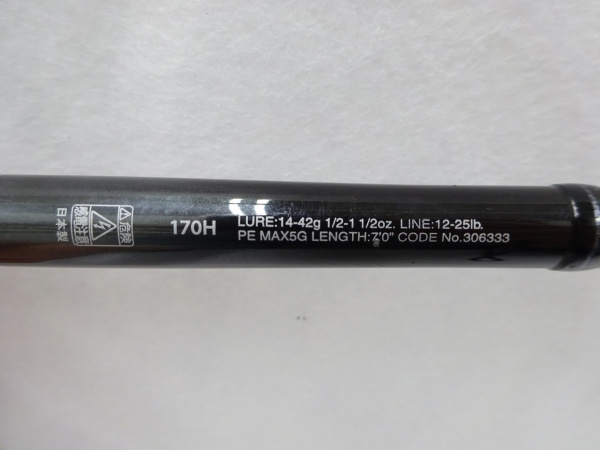 ⚠危険
感電注意
日本製
170H
LURE:14-42g 1/2-1 1/2oz. LINE:12-25lb.
PE MAX5G LENGTH:7'0" CODE No.306333